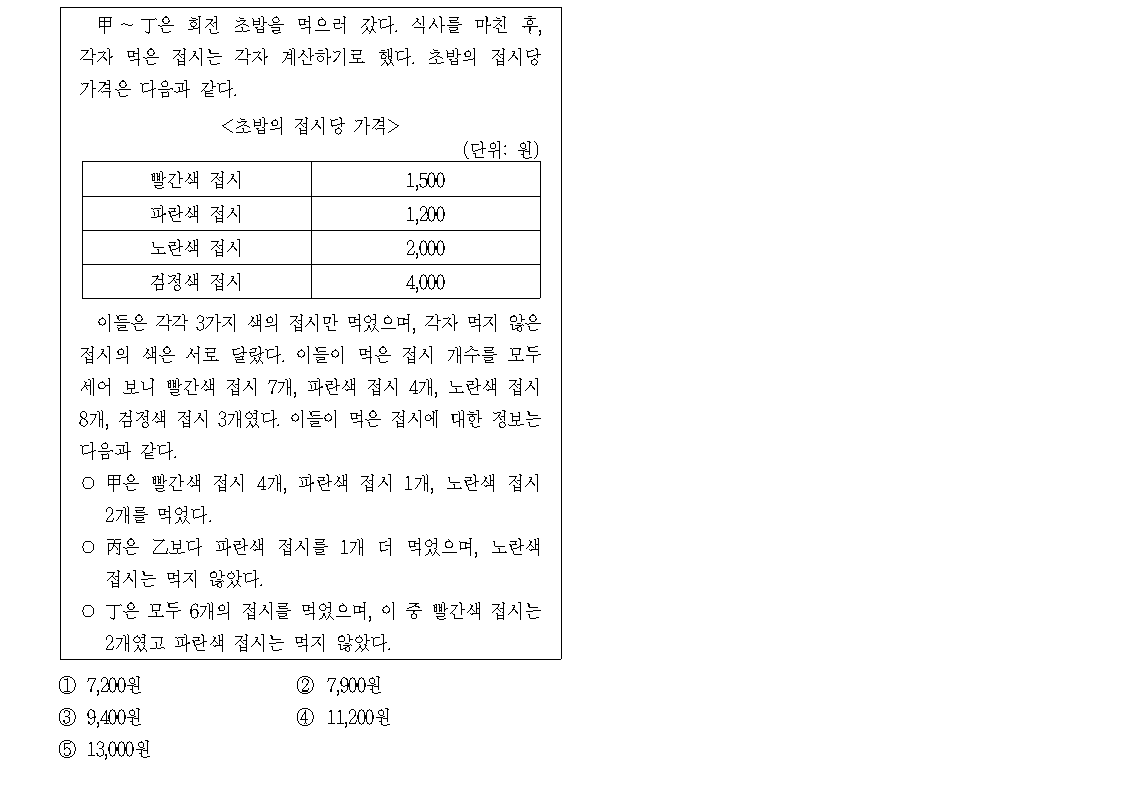 甲 ~ 丁은 회전 초밥을 먹으러 갔다. 식사를 마친 후,
각자 먹은 접시는 각자 계산하기로 했다. 초밥의 접시당
가격은 다음과 같다.
<초밥의 접시당 가격>
(단위: 원)
빨간색 접시 1,500
파란색 접시 1,200
노란색 접시 2,000
검정색 접시 4,000
이들은 각각 3가지 색의 접시만 먹었으며, 각자 먹지 않은
접시의 색은 서로 달랐다. 이들이 먹은 접시 개수를 모두
세어 보니 빨간색 접시 7개, 파란색 접시 4개, 노란색 접시
8개, 검정색 접시 3개였다. 이들이 먹은 접시에 대한 정보는
다음과 같다.
○ 甲은 빨간색 접시 4개, 파란색 접시 1개, 노란색 접시
2개를 먹었다.
○ 丙은 乙보다 파란색 접시를 1개 더 먹었으며, 노란색
접시는 먹지 않았다.
○ 丁은 모두 6개의 접시를 먹었으며, 이 중 빨간색 접시는
2개였고 파란색 접시는 먹지 않았다.
① 7,200원 ② 7,900원
③ 9,400원 ④ 11,200원
⑤ 13,000원